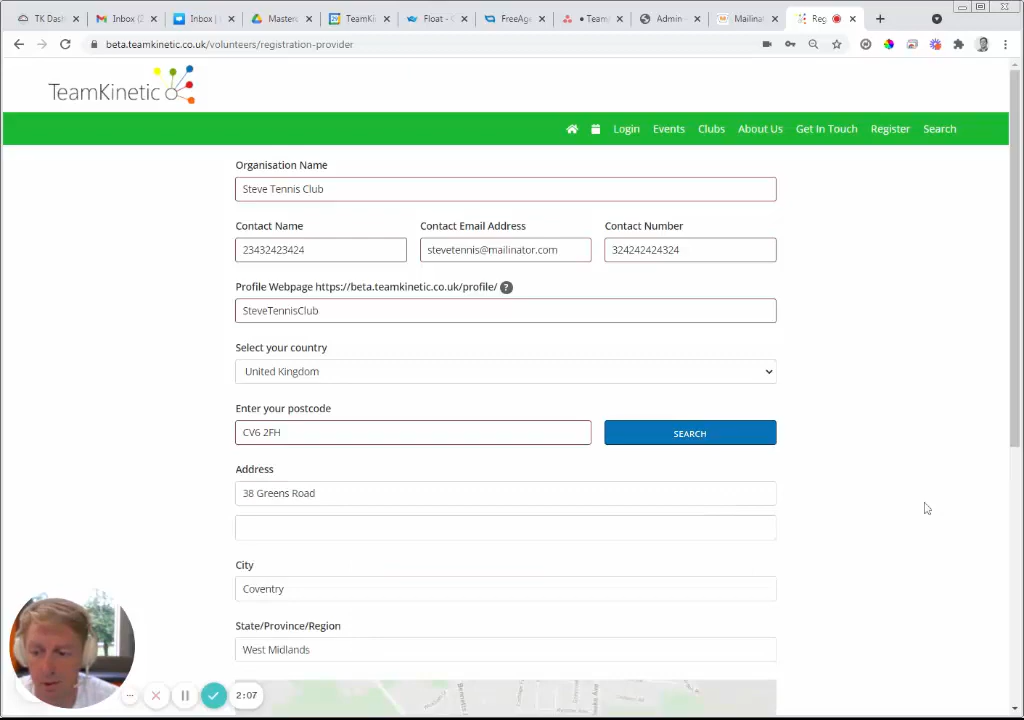 TK Dash
Inbox (2
Inbox |
Master
TeamKi
Float -
FreeAge
Teamw
Admin
Mailina
Reg
beta.teamkinetic.co.uk/volunteers/registration-provider
TeamKinetic
Login Events Clubs About Us Get In Touch Register Search
Organisation Name
Steve Tennis Club
Contact Name Contact Email Address Contact Number
23432423424 stevetennis@mailinator.com 324242424324
Profile Webpage https://beta.teamkinetic.co.uk/profile/ ?
SteveTennisClub
Select your country
United Kingdom
Enter your postcode
CV6 2FH SEARCH
Address
38 Greens Road
City
Coventry
State/Province/Region
West Midlands
2:07